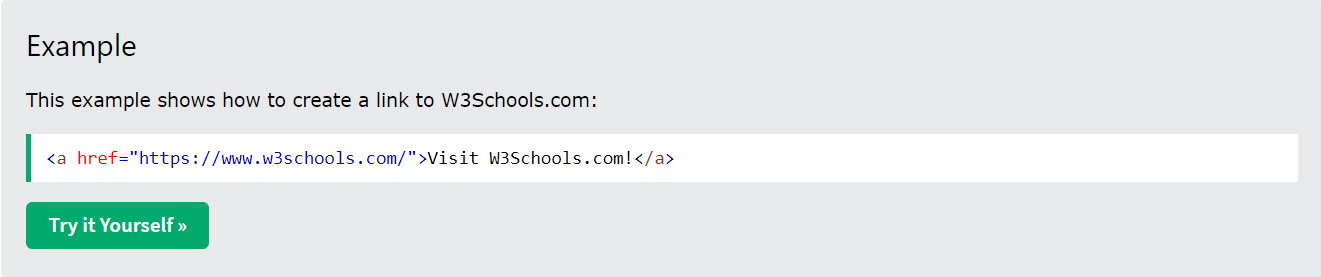 Example
This example shows how to create a link to W3Schools.com:
<a href="https://www.w3schools.com/">Visit W3Schools.com!</a>
Try it Yourself »